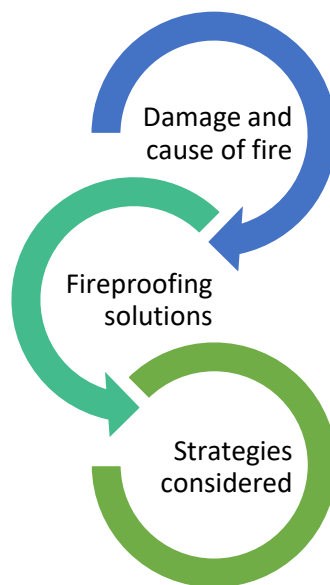 Damage and
cause of fire
Fireproofing
solutions
Strategies
considered